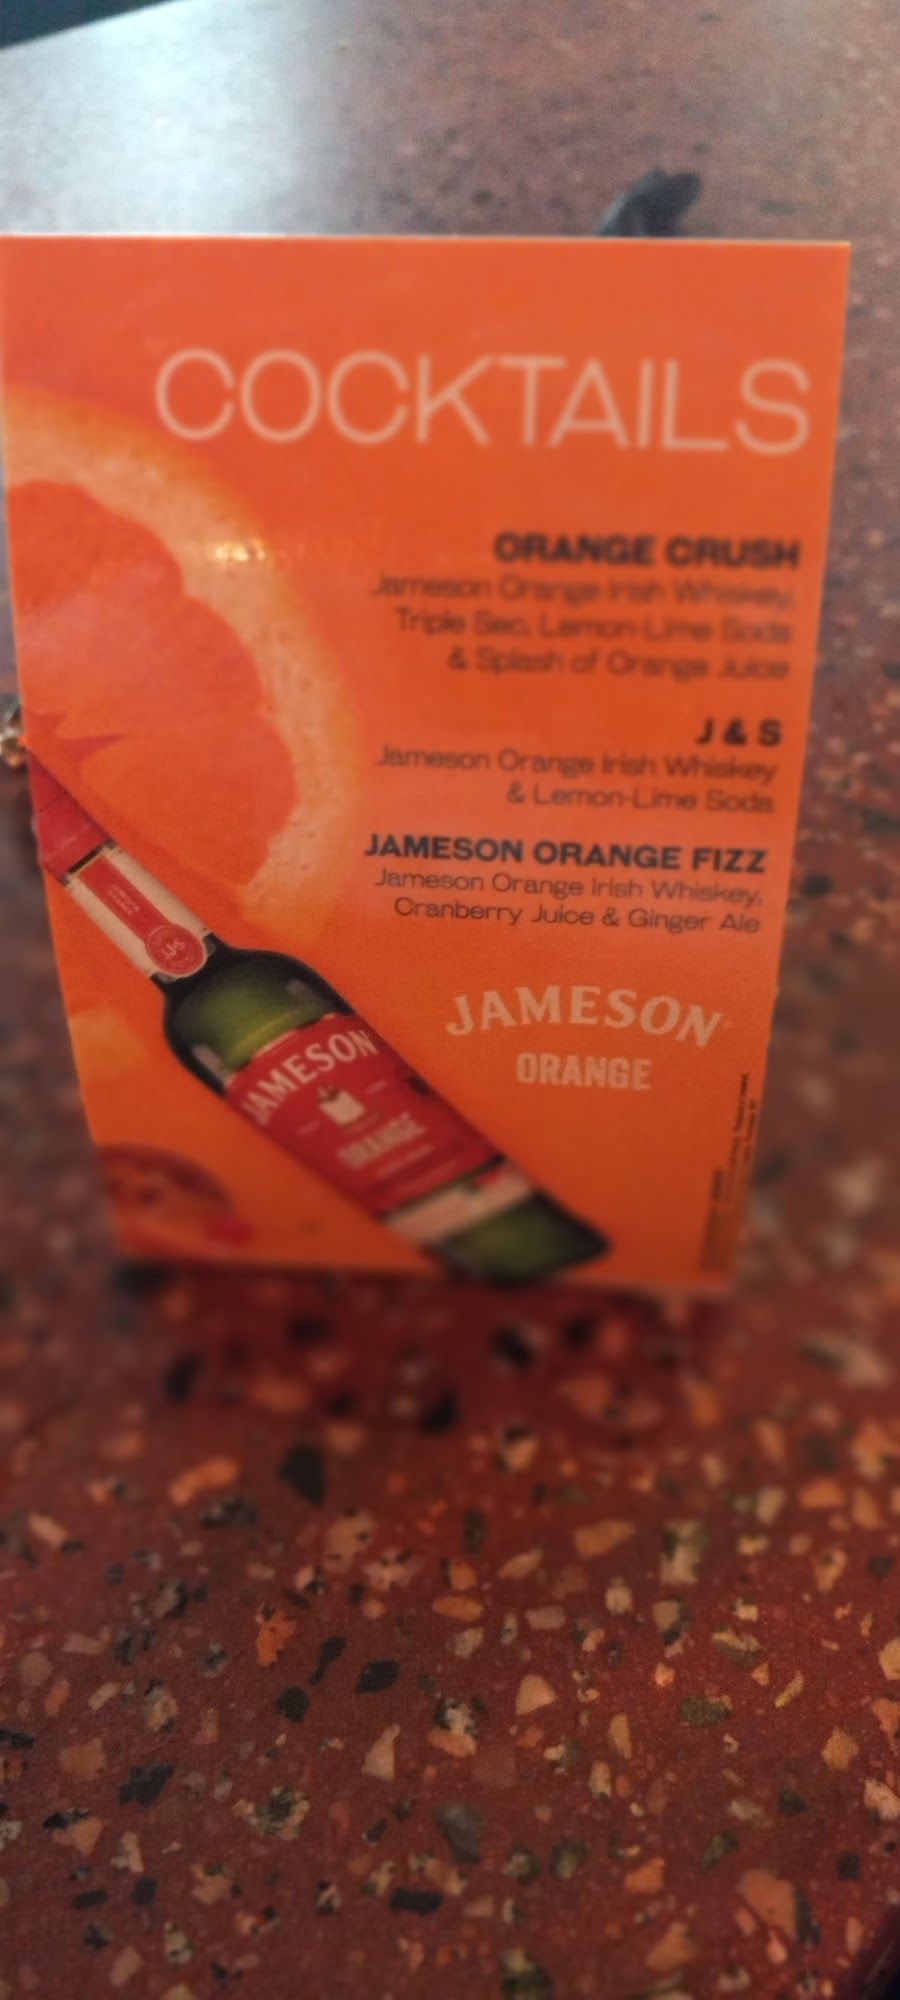 COCKTAILS
ORANGE CRUSH
Jameson Orange Irish Whiskey,
Triple Sec, Lemon-Lime Soda
& Splash of Orange Juice
J & S
Jameson Orange Irish Whiskey
& Lemon-Lime Soda
JAMESON ORANGE FIZZ
Jameson Orange Irish Whiskey,
Cranberry Juice & Ginger Ale
JAMESON
ORANGE
JAMESON
ORANGE